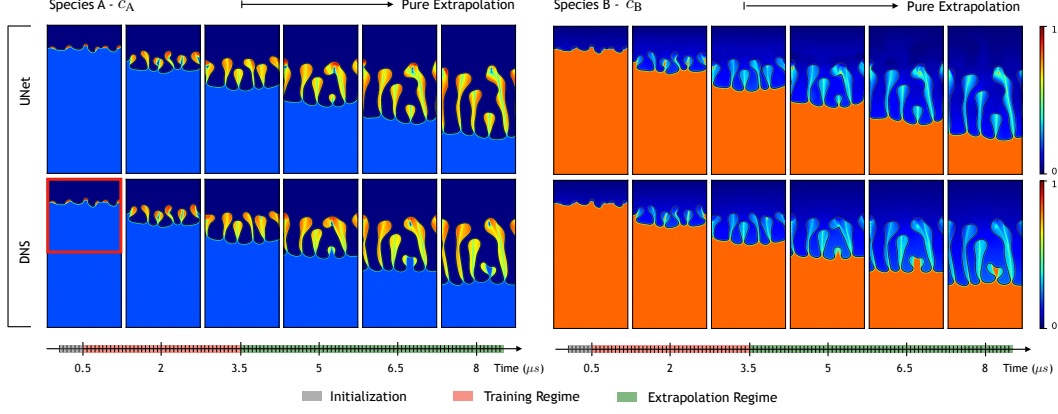 Species A - cA
Pure Extrapolation
Species B - cB
Pure Extrapolation
UNet
1
0
DNS
1
0
0.5
2
3.5
5
6.5
8
Time (μs)
0.5
2
3.5
5
6.5
8
Time (μs)
Initialization
Training Regime
Extrapolation Regime